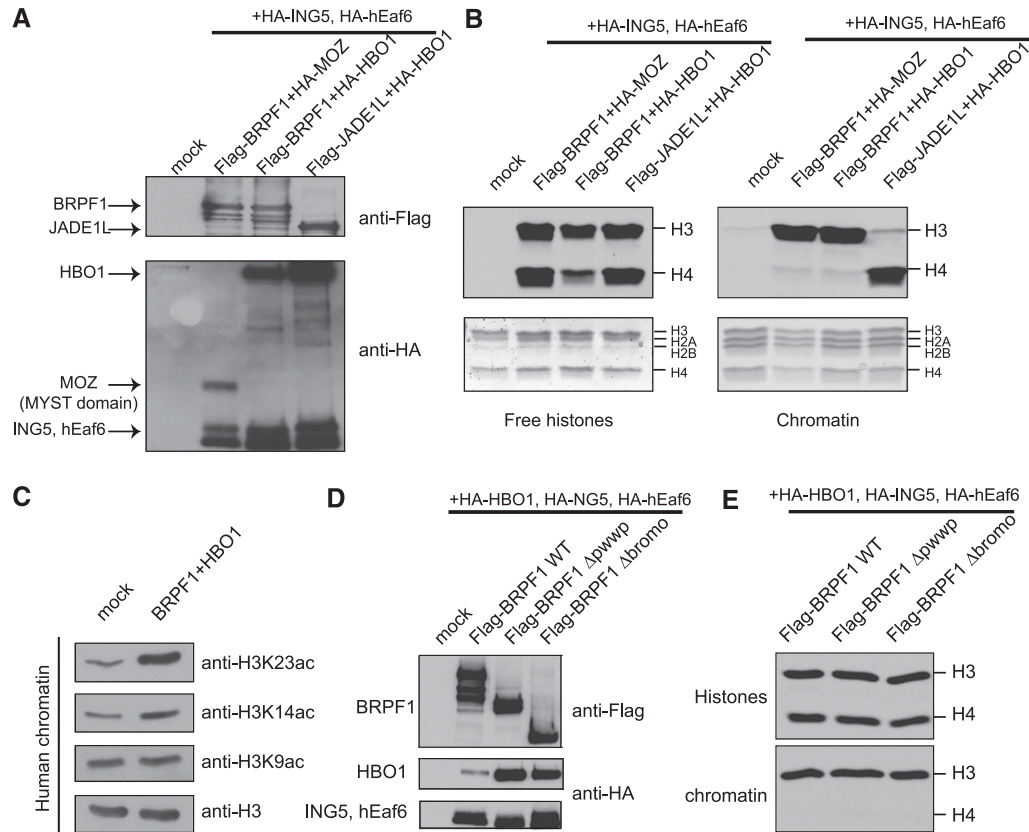 A
+HA-ING5, HA-hEaf6
mock
Flag-BRPF1+HA-MOZ
Flag-BRPF1+HA-HBO1
Flag-JADE1L+HA-HBO1
BRPF1
JADE1L
anti-Flag
HBO1
MOZ
(MYST domain)
ING5, hEaf6
anti-HA
B
+HA-ING5, HA-hEaf6
mock
Flag-BRPF1+HA-MOZ
Flag-BRPF1+HA-HBO1
Flag-JADE1L+HA-HBO1
H3
H4
H3
H2A
H2B
H4
Free histones
+HA-ING5, HA-hEaf6
mock
Flag-BRPF1+HA-MOZ
Flag-BRPF1+HA-HBO1
Flag-JADE1L+HA-HBO1
H3
H4
H3
H2A
H2B
H4
Chromatin
C
mock
BRPF1+HBO1
Human chromatin
anti-H3K23ac
anti-H3K14ac
anti-H3K9ac
anti-H3
D
+HA-HBO1, HA-NG5, HA-hEaf6
mock
Flag-BRPF1 WT
Flag-BRPF1 Δpwwp
Flag-BRPF1 Δbromo
BRPF1
anti-Flag
HBO1
ING5, hEaf6
anti-HA
E
+HA-HBO1, HA-ING5, HA-hEaf6
Flag-BRPF1 WT
Flag-BRPF1 Δpwwp
Flag-BRPF1 Δbromo
Histones
H3
H4
chromatin
H3
H4